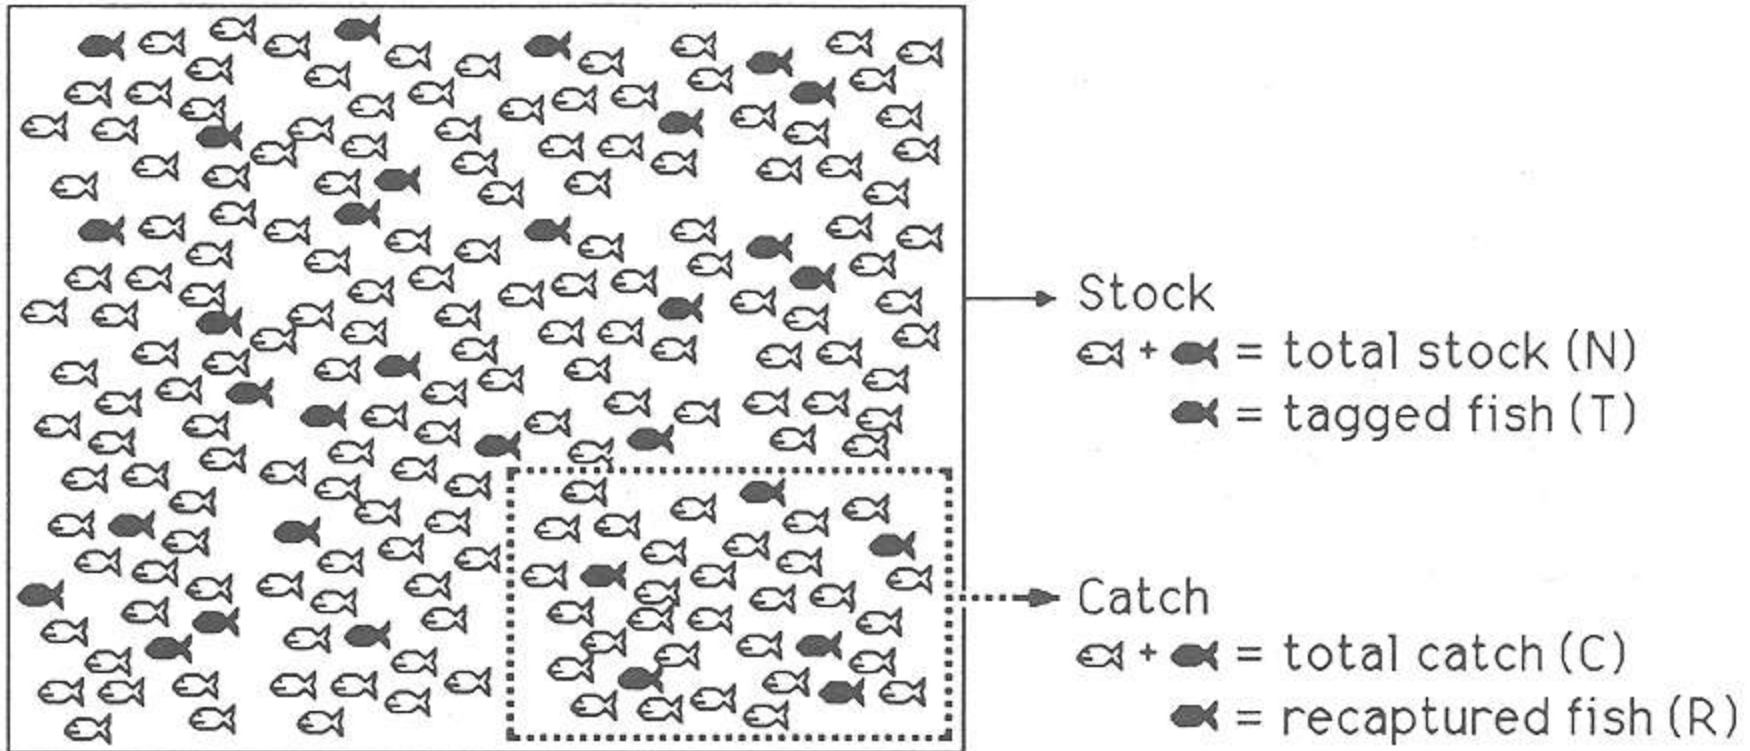 Stock
+ = total stock (N)
= tagged fish (T)
Catch
+ = total catch (C)
= recaptured fish (R)